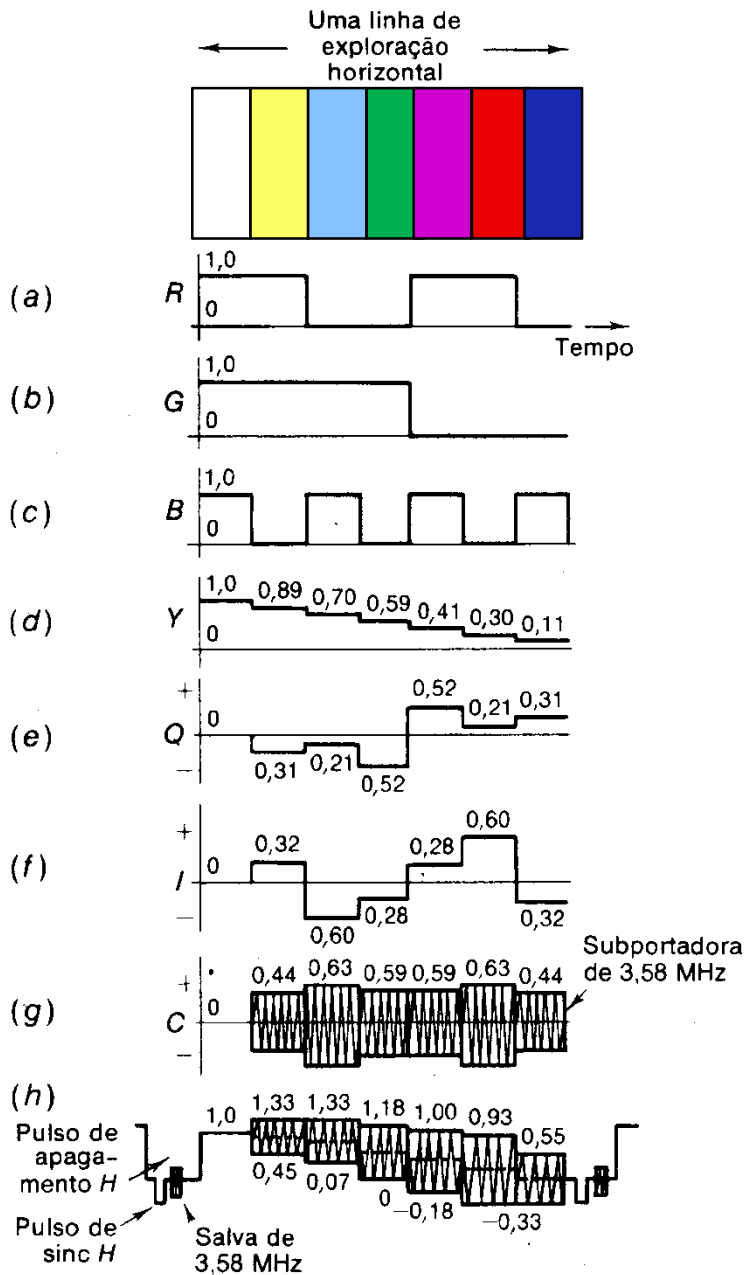 Uma linha de
exploração
horizontal
(a)
R
1,0
0
Tempo
(b)
G
1,0
0
(c)
B
1,0
0
(d)
Y
1,0
0,89
0,70
0,59
0,41
0,30
0,11
0
(e)
Q
+
0
−
0,31
0,21
0,52
0,52
0,21
0,31
(f)
I
+
0
−
0,32
0,60
0,28
0,28
0,60
0,32
Subportadora
de 3,58 MHz
(g)
C
+
0
−
0,44
0,63
0,59
0,59
0,63
0,44
(h)
1,0
1,33
1,33
1,18
1,00
0,93
0,55
0,45
0,07
0
−0,18
−0,33
Pulso de
apaga-
mento H
Pulso de
sinc H
Salva de
3,58 MHz